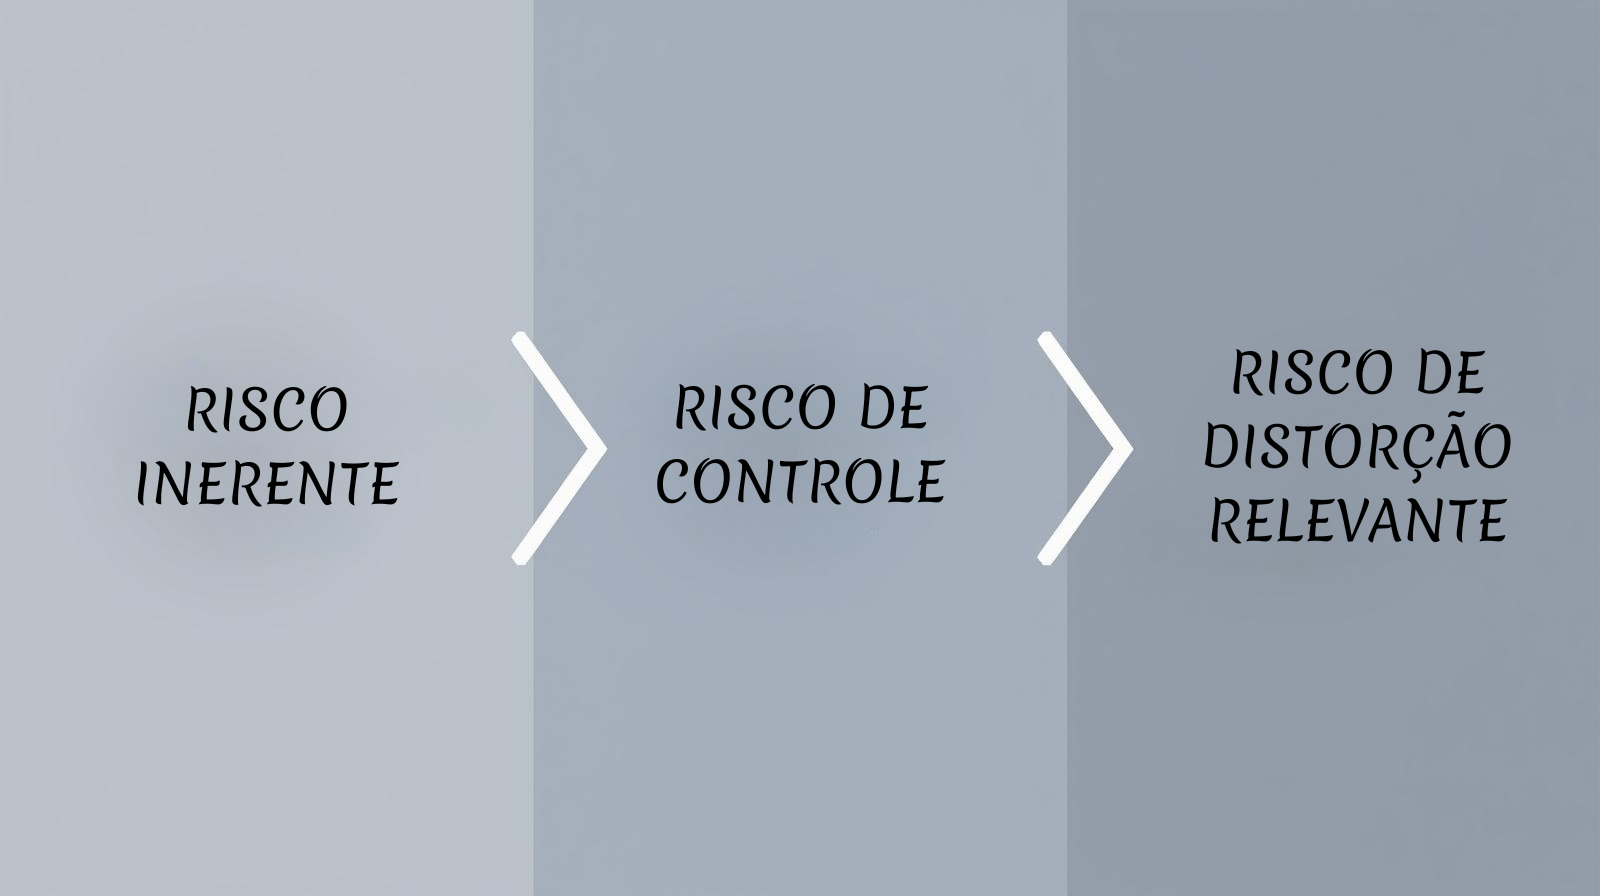 RISCO
INERENTE
RISCO DE
CONTROLE
RISCO DE
DISTORÇÃO
RELEVANTE